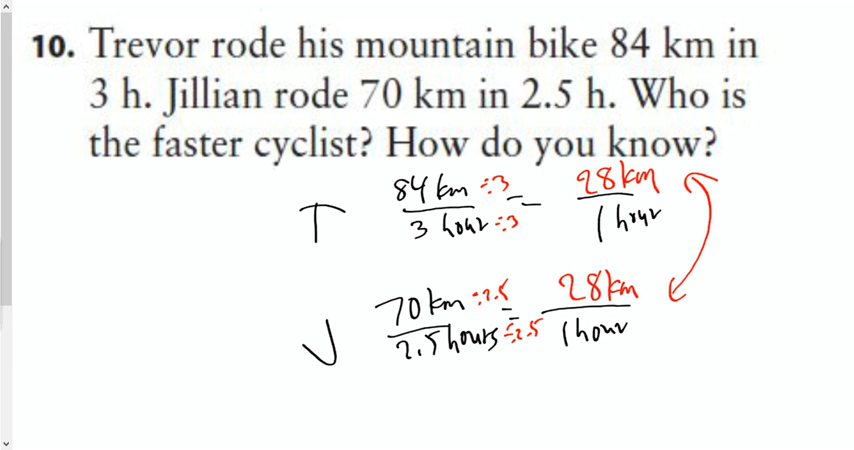 10. Trevor rode his mountain bike 84 km in
3 h. Jillian rode 70 km in 2.5 h. Who is
the faster cyclist? How do you know?
T 84 km ÷3 = 28 km
3 hour ÷3 1 hour
J 70 km ÷2.5 = 28 km
2.5 hours ÷2.5 1 hour